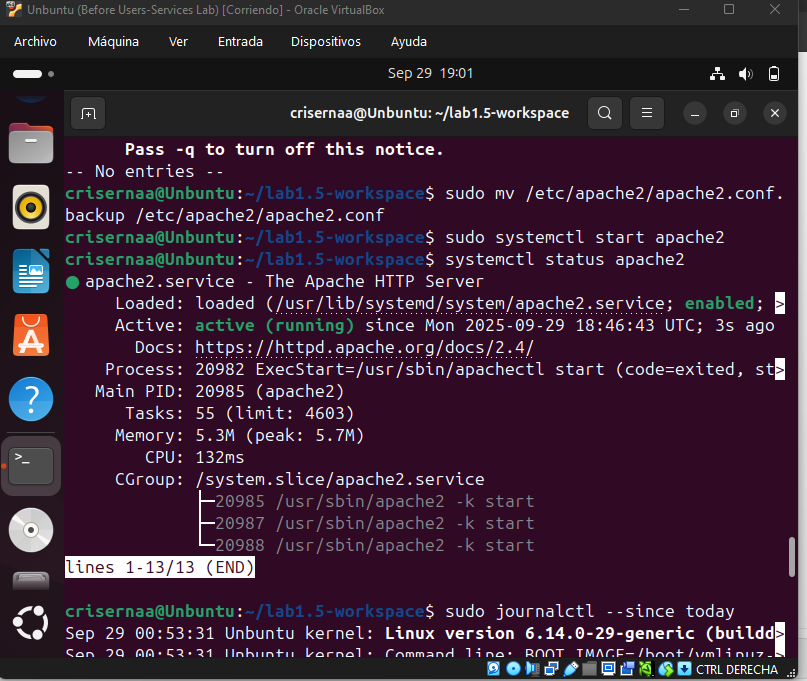 Unbuntu (Before Users-Services Lab) [Corriendo] - Oracle VirtualBox
Archivo Máquina Ver Entrada Dispositivos Ayuda
Sep 29 19:01
crisernaa@Unbuntu: ~/lab1.5-workspace
Pass -q to turn off this notice.
-- No entries --
crisernaa@Unbuntu:~/lab1.5-workspace$ sudo mv /etc/apache2/apache2.conf.
backup /etc/apache2/apache2.conf
crisernaa@Unbuntu:~/lab1.5-workspace$ sudo systemctl start apache2
crisernaa@Unbuntu:~/lab1.5-workspace$ systemctl status apache2
● apache2.service - The Apache HTTP Server
Loaded: loaded (/usr/lib/systemd/system/apache2.service; enabled; >
Active: active (running) since Mon 2025-09-29 18:46:43 UTC; 3s ago
Docs: https://httpd.apache.org/docs/2.4/
Process: 20982 ExecStart=/usr/sbin/apachectl start (code=exited, st>
Main PID: 20985 (apache2)
Tasks: 55 (limit: 4603)
Memory: 5.3M (peak: 5.7M)
CPU: 132ms
CGroup: /system.slice/apache2.service
├─20985 /usr/sbin/apache2 -k start
├─20987 /usr/sbin/apache2 -k start
└─20988 /usr/sbin/apache2 -k start
lines 1-13/13 (END)
crisernaa@Unbuntu:~/lab1.5-workspace$ sudo journalctl --since today
Sep 29 00:53:31 Unbuntu kernel: Linux version 6.14.0-29-generic (buildd>
Sep 29 00:53:31 Unbuntu kernel: Command line: BOOT_IMAGE=/boot/vmlinuz->
CTRL DERECHA